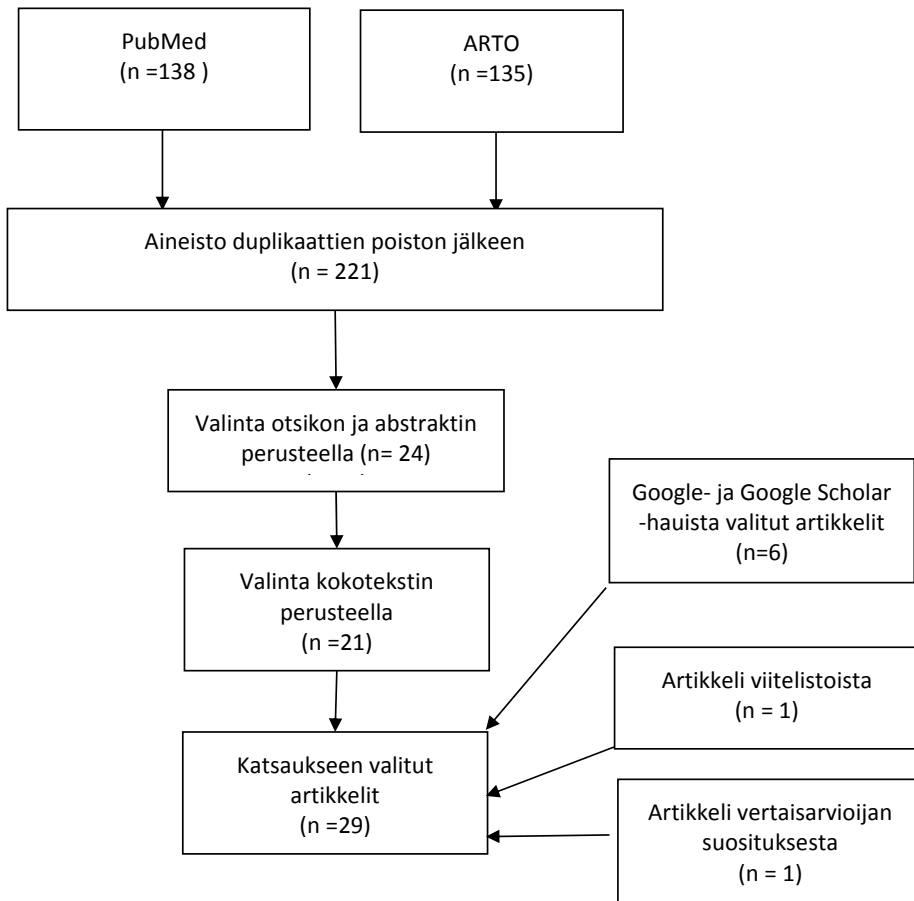 PubMed
(n =138 )
ARTO
(n =135)
Aineisto duplikaattien poiston jälkeen
(n = 221)
Valinta otsikon ja abstraktin
perusteella (n= 24)
Google- ja Google Scholar
-hauista valitut artikkelit
(n=6)
Valinta kokotekstin
perusteella
(n =21)
Artikkeli viitelistoista
(n = 1)
Katsaukseen valitut
artikkelit
(n =29)
Artikkeli vertaisarvioijan
suosituksesta
(n = 1)